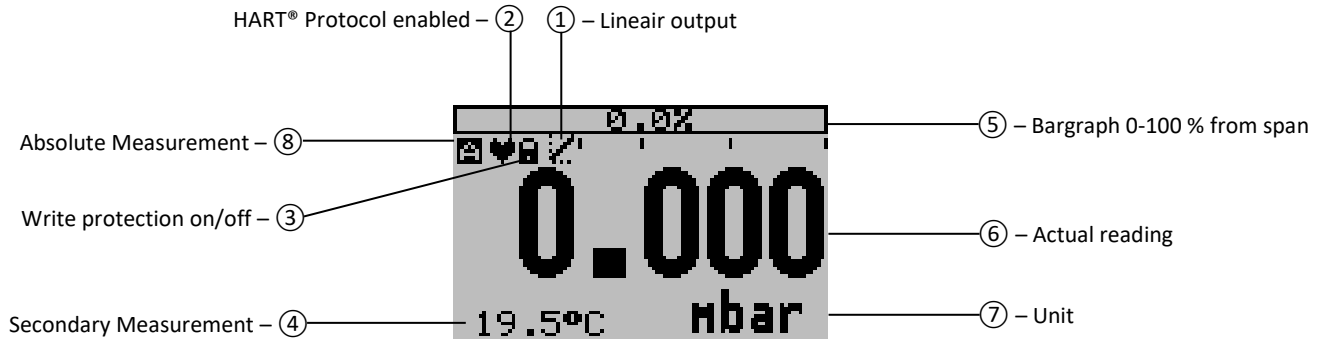 HART® Protocol enabled – ② ① – Lineair output
0.0%
Absolute Measurement – ⑧
⑤ – Bargraph 0-100 % from span
Write protection on/off – ③
0.000
⑥ – Actual reading
Secondary Measurement – ④
19.5°C mbar
⑦ – Unit